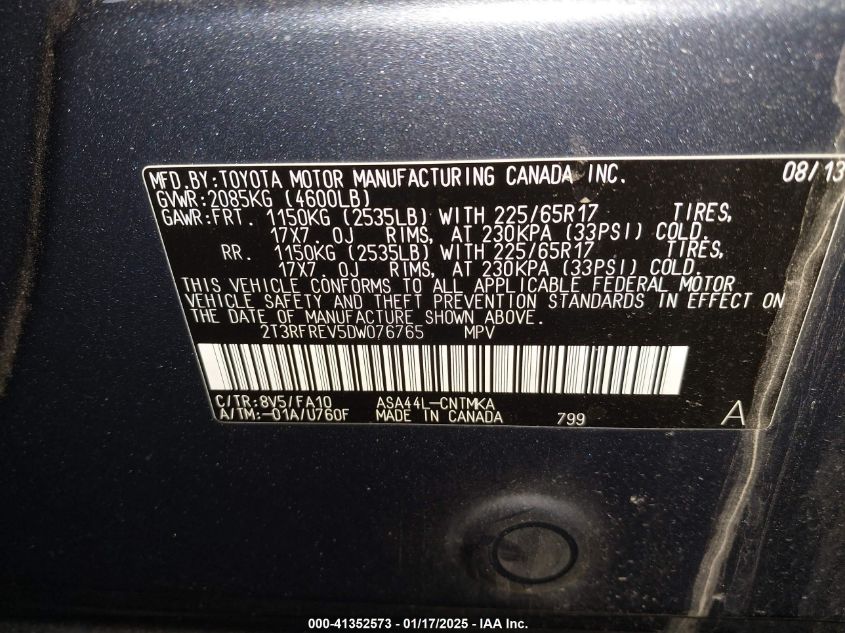 MFD.BY:TOYOTA MOTOR MANUFACTURING CANADA INC. 08/13
GVWR:2085KG (4600LB)
GAWR:FRT. 1150KG (2535LB) WITH 225/65R17 TIRES,
17X7.0J RIMS, AT 230KPA (33PSI) COLD.
RR. 1150KG (2535LB) WITH 225/65R17 TIRES,
17X7.0J RIMS, AT 230KPA (33PSI) COLD.
THIS VEHICLE CONFORMS TO ALL APPLICABLE FEDERAL MOTOR
VEHICLE SAFETY AND THEFT PREVENTION STANDARDS IN EFFECT ON
THE DATE OF MANUFACTURE SHOWN ABOVE.
2T3RFREV5DW076765 MPV
C/TR:8V5/FA10 ASA44L-CNTMKA
A/TM:-01A/U760F MADE IN CANADA 799 A
000-41352573 - 01/17/2025 - IAA Inc.